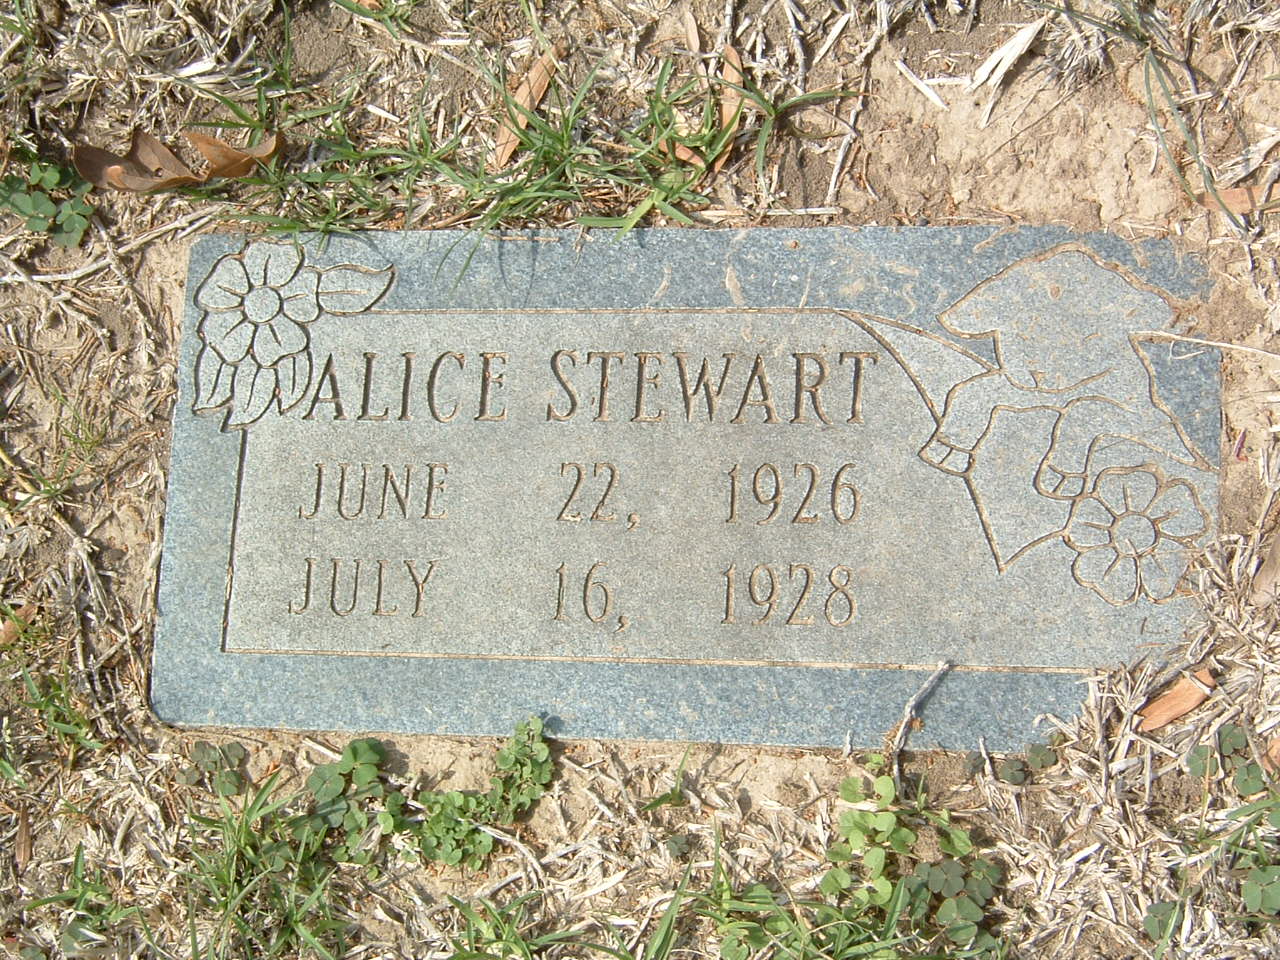 ALICE STEWART
JUNE 22, 1926
JULY 16, 1928